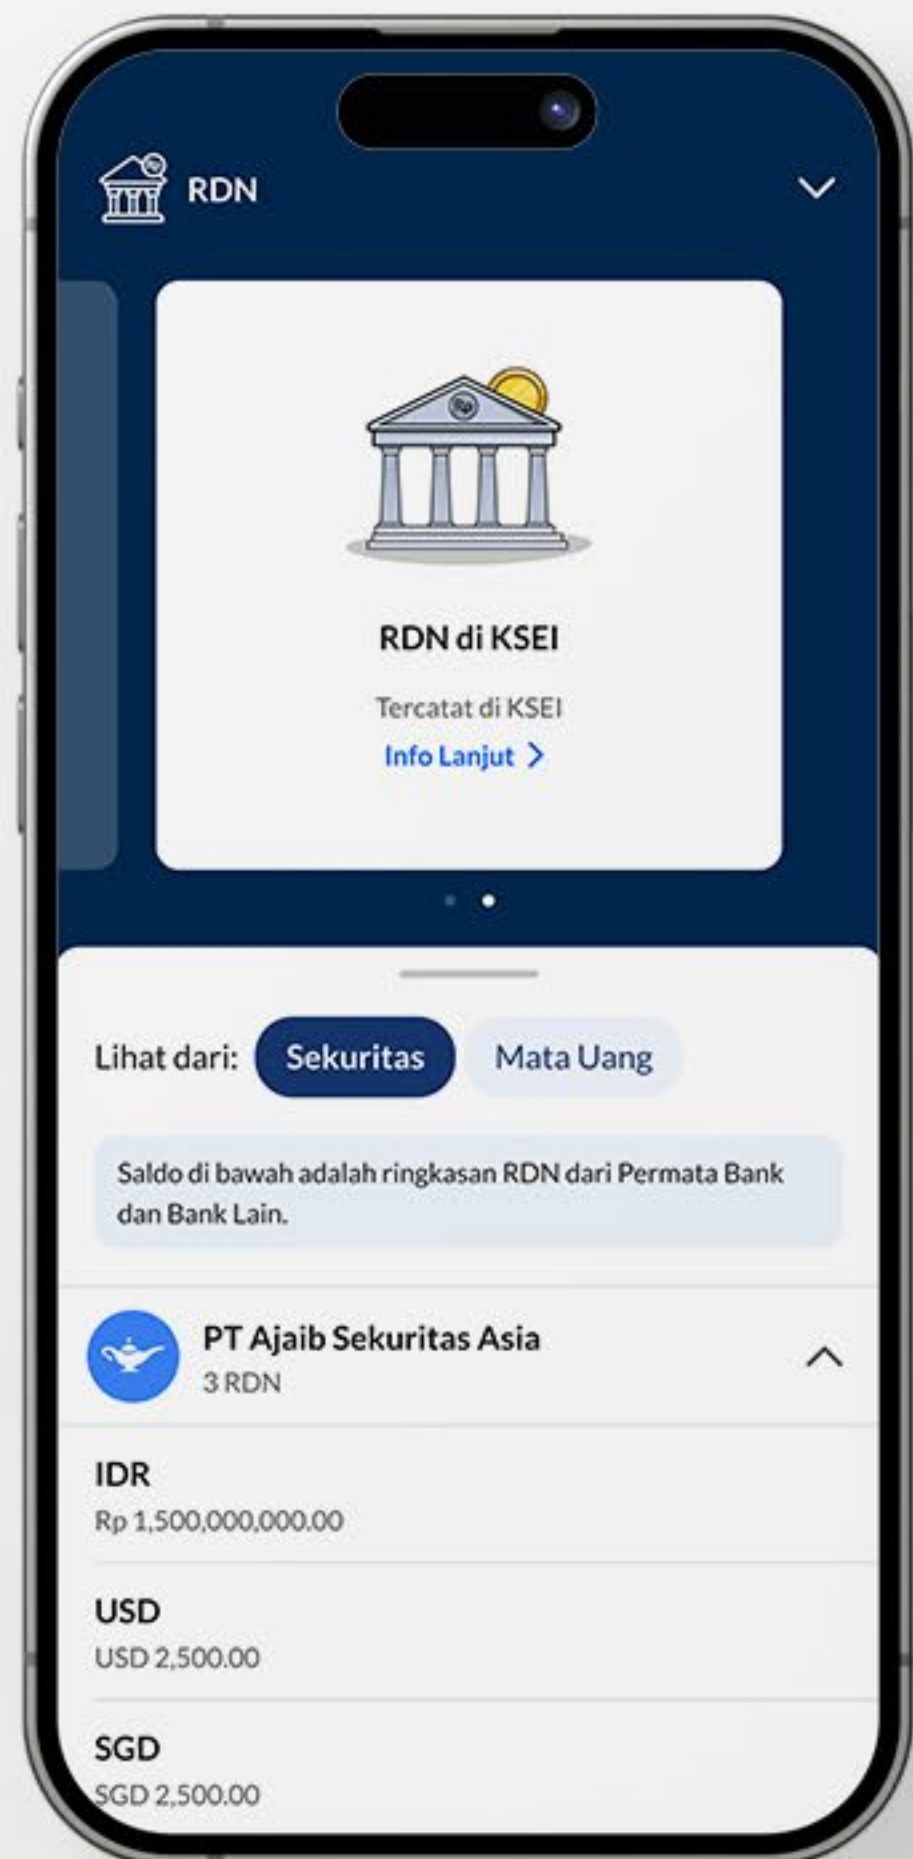 RDN
RDN di KSEI
Tercatat di KSEI
Info Lanjut >
Lihat dari:
Sekuritas
Mata Uang
Saldo di bawah adalah ringkasan RDN dari Permata Bank
dan Bank Lain.
PT Ajaib Sekuritas Asia
3 RDN
IDR
Rp 1,500,000,000.00
USD
USD 2,500.00
SGD
SGD 2,500.00